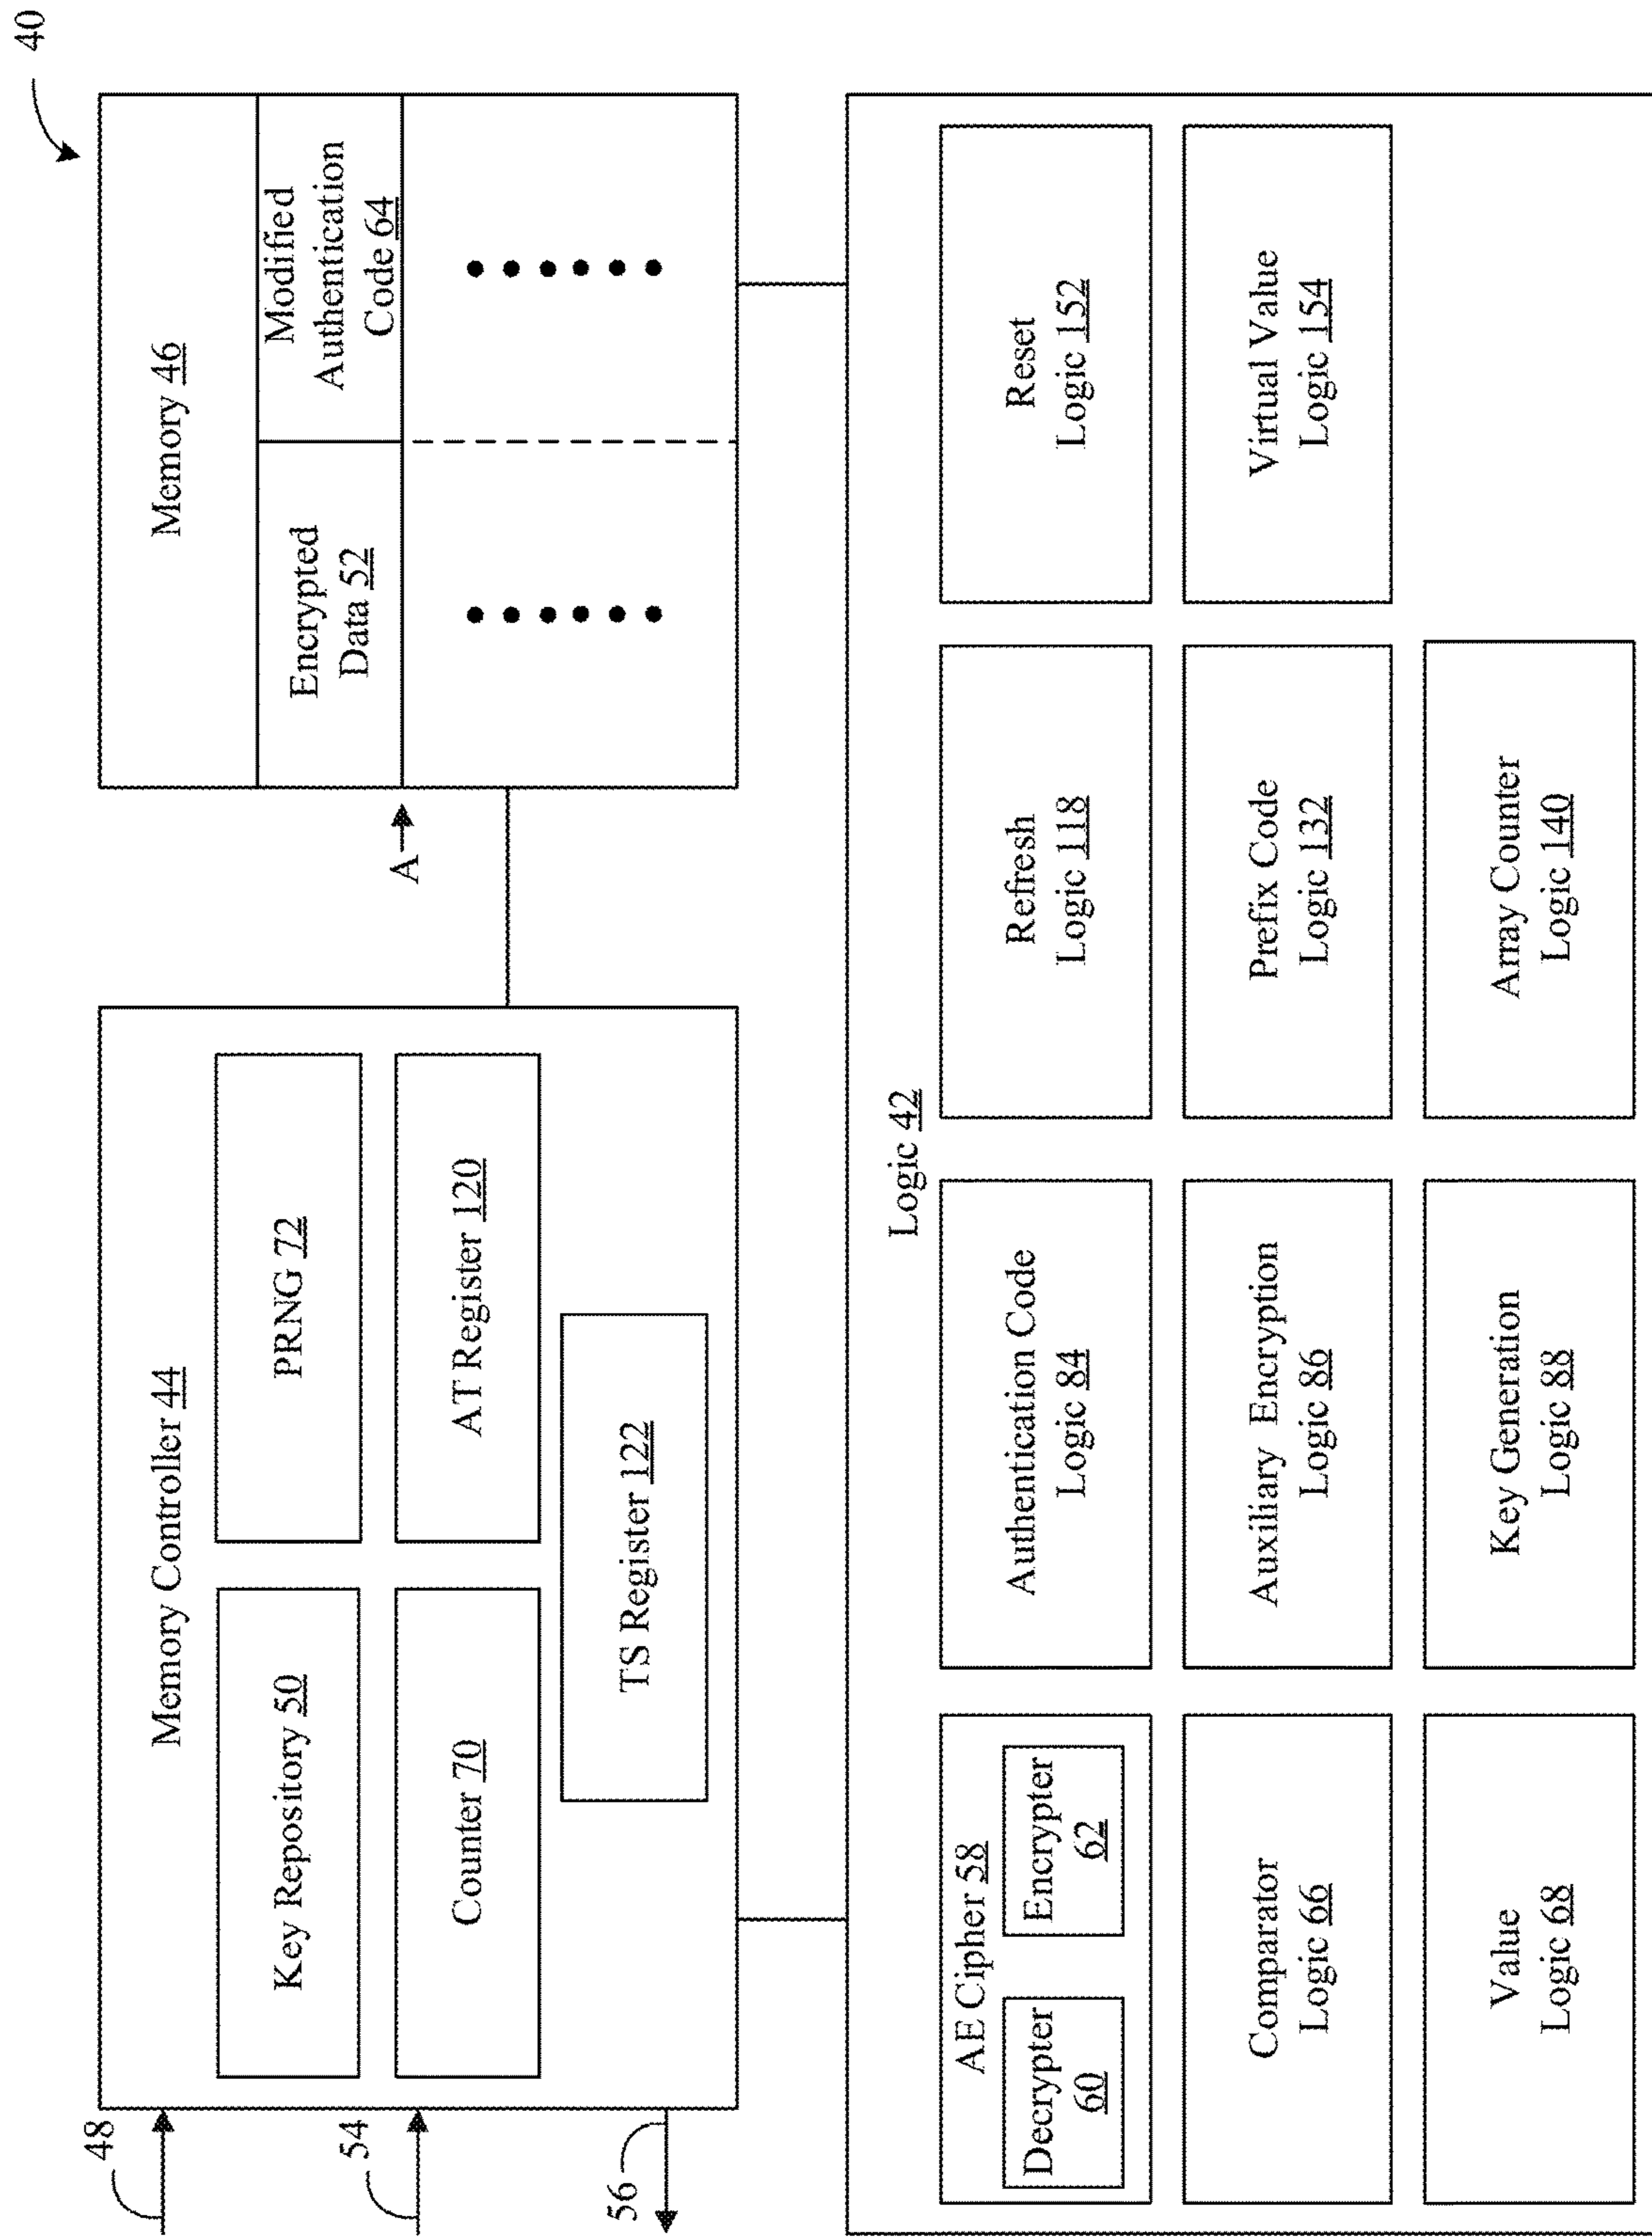 40
48
54
56
Memory Controller 44
Key Repository 50
PRNG 72
Counter 70
AT Register 120
TS Register 122
Memory 46
Encrypted
Data 52
Modified
Authentication
Code 64
A
Logic 42
AE Cipher 58
Decrypter
60
Encrypter
62
Authentication Code
Logic 84
Refresh
Logic 118
Reset
Logic 152
Comparator
Logic 66
Auxiliary Encryption
Logic 86
Prefix Code
Logic 132
Virtual Value
Logic 154
Value
Logic 68
Key Generation
Logic 88
Array Counter
Logic 140